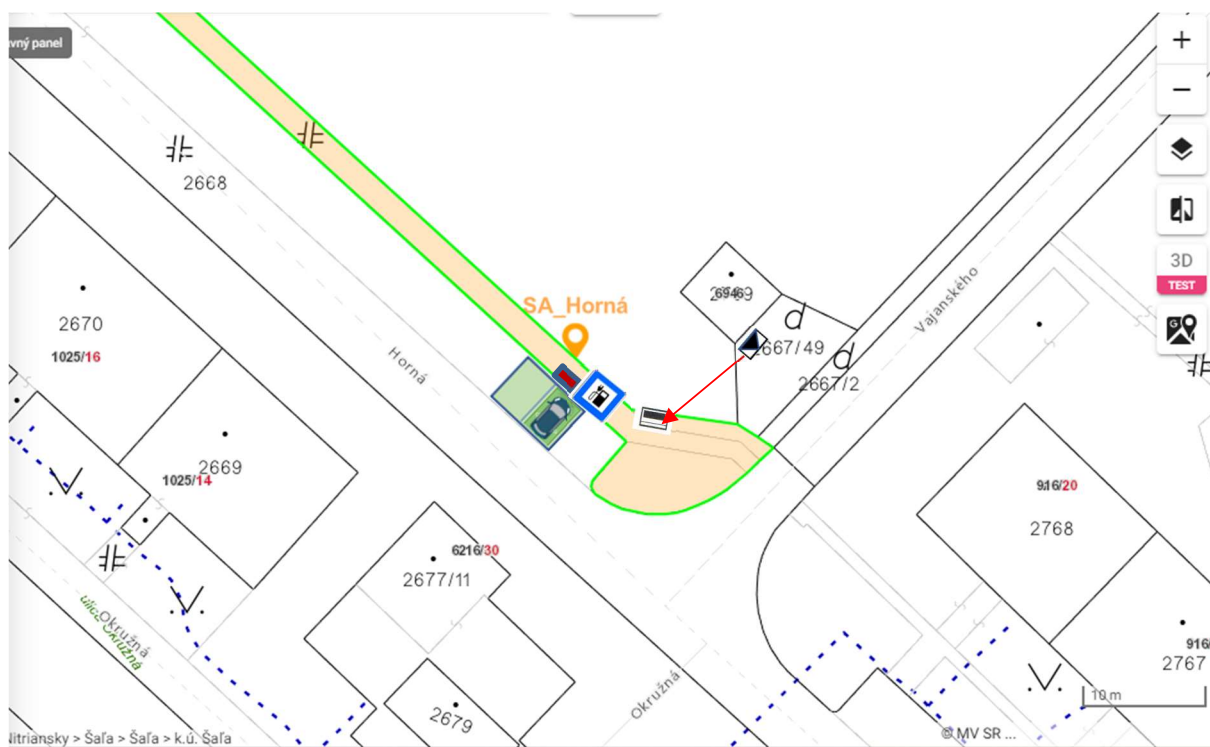 vný panel
3D
TEST
2668
SA_Horná
2670
1025/16
Horná
Vajanského
2667/49
2667/2
2669
1025/14
916/20
2768
6216/30
2677/11
Okružná
ulica Okružná
2679
Okružná
916/
2767
10 m
Nitriansky > Šaľa > Šaľa > k.ú. Šaľa
© MV SR ...